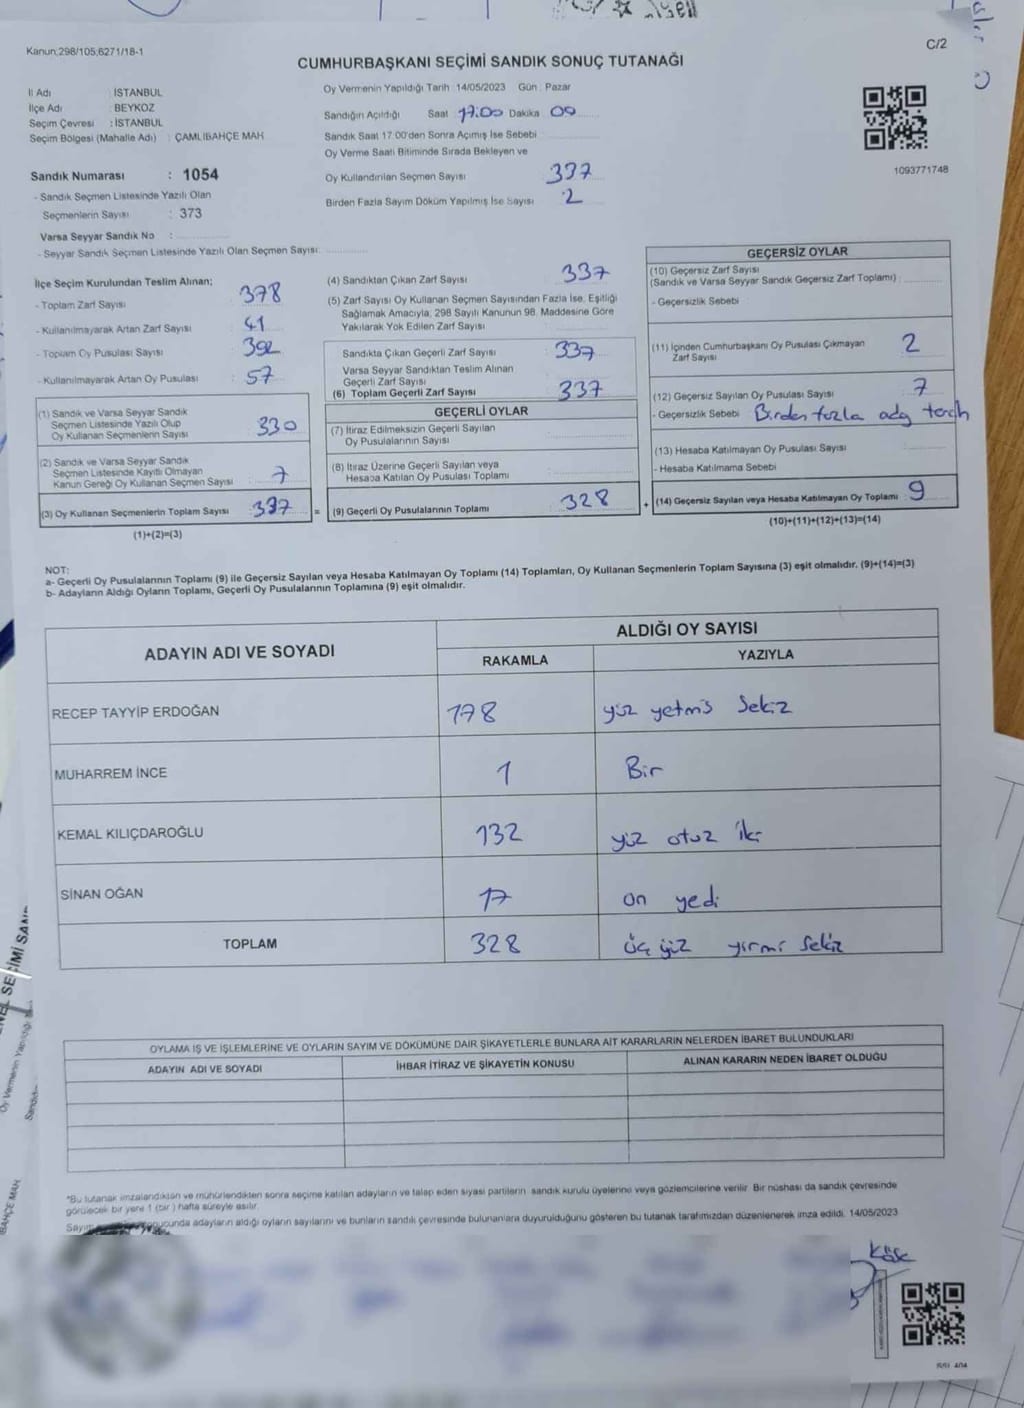 Kanun,298/105,6271/18-1
C/2
CUMHURBAŞKANI SEÇİMİ SANDIK SONUÇ TUTANAĞI
İl Adı : İSTANBUL
İlçe Adı : BEYKOZ
Seçim Çevresi : İSTANBUL
Seçim Bölgesi (Mahalle Adı) : ÇAMLIBAHÇE MAH.
Oy Vermenin Yapıldığı Tarih 14/05/2023 Gün : Pazar
Sandığın Açıldığı Saat 17.00 Dakika 00
Sandık Saat 17:00'den Sonra Açılmış İse Sebebi
Oy Verme Saati Bitiminde Sırada Bekleyen ve
Oy Kullandırılan Seçmen Sayısı 337
Birden Fazla Sayım Döküm Yapılmış İse Sayısı 2
1093771748
Sandık Numarası : 1054
- Sandık Seçmen Listesinde Yazılı Olan
Seçmenlerin Sayısı : 373
Varsa Seyyar Sandık No :
- Seyyar Sandık Seçmen Listesinde Yazılı Olan Seçmen Sayısı:
İlçe Seçim Kurulundan Teslim Alınan;
- Toplam Zarf Sayısı : 378
- Kullanılmayarak Artan Zarf Sayısı : 41
- Toplam Oy Pusulası Sayısı : 392
- Kullanılmayarak Artan Oy Pusulası : 57
(1) Sandık ve Varsa Seyyar Sandık
Seçmen Listesinde Yazılı Olup
Oy Kullanan Seçmenlerin Sayısı : 330
(2) Sandık ve Varsa Seyyar Sandık
Seçmen Listesinde Kayıtlı Olmayan
Kanun Gereği Oy Kullanan Seçmen Sayısı : 7
(3) Oy Kullanan Seçmenlerin Toplam Sayısı : 337
(1)+(2)=(3)
(4) Sandıktan Çıkan Zarf Sayısı : 337
(5) Zarf Sayısı Oy Kullanan Seçmen Sayısından Fazla İse, Eşitliği
Sağlamak Amacıyla; 298 Sayılı Kanunun 98. Maddesine Göre
Yakılarak Yok Edilen Zarf Sayısı :
Sandıkta Çıkan Geçerli Zarf Sayısı : 337
Varsa Seyyar Sandıktan Teslim Alınan
Geçerli Zarf Sayısı :
(6) Toplam Geçerli Zarf Sayısı : 337
GEÇERLİ OYLAR
(7) İtiraz Edilmeksizin Geçerli Sayılan
Oy Pusulalarının Sayısı :
(8) İtiraz Üzerine Geçerli Sayılan veya
Hesaba Katılan Oy Pusulası Toplamı :
= (9) Geçerli Oy Pusulalarının Toplamı : 328
GEÇERSİZ OYLAR
(10) Geçersiz Zarf Sayısı
(Sandık ve Varsa Seyyar Sandık Geçersiz Zarf Toplamı) :
- Geçersizlik Sebebi
(11) İçinden Cumhurbaşkanı Oy Pusulası Çıkmayan
Zarf Sayısı : 2
(12) Geçersiz Sayılan Oy Pusulası Sayısı : 7
- Geçersizlik Sebebi Birden fazla aday tercih
(13) Hesaba Katılmayan Oy Pusulası Sayısı :
- Hesaba Katılmama Sebebi
+ (14) Geçersiz Sayılan veya Hesaba Katılmayan Oy Toplamı : 9
(10)+(11)+(12)+(13)=(14)
NOT:
a- Geçerli Oy Pusulalarının Toplamı (9) ile Geçersiz Sayılan veya Hesaba Katılmayan Oy Toplamı (14) Toplamları, Oy Kullanan Seçmenlerin Toplam Sayısına (3) eşit olmalıdır. (9)+(14)=(3)
b- Adayların Aldığı Oyların Toplamı, Geçerli Oy Pusulalarının Toplamına (9) eşit olmalıdır.
ADAYIN ADI VE SOYADI
ALDIĞI OY SAYISI
RAKAMLA YAZIYLA
RECEP TAYYİP ERDOĞAN 178 yüz yetmiş sekiz
MUHARREM İNCE 1 Bir
KEMAL KILIÇDAROĞLU 132 yüz otuz iki
SİNAN OĞAN 17 on yedi
TOPLAM 328 üç yüz yirmi sekiz
OYLAMA İŞ VE İŞLEMLERİNE VE OYLARIN SAYIM VE DÖKÜMÜNE DAİR ŞİKAYETLERLE BUNLARA AİT KARARLARIN NELERDEN İBARET BULUNDUKLARI
ADAYIN ADI VE SOYADI İHBAR İTİRAZ VE ŞİKAYETİN KONUSU ALINAN KARARIN NEDEN İBARET OLDUĞU
*Bu tutanak imzalandıktan ve mühürlendikten sonra seçime katılan adayların ve talep eden siyasi partilerin sandık kurulu üyelerine veya gözlemcilerine verilir. Bir nüshası da sandık çevresinde
görülecek bir yere 1 (bir ) hafta süreyle asılır.
Sayım sonucunda adayların aldığı oyların sayılarını ve bunların sandık çevresinde bulunanlara duyurulduğunu gösteren bu tutanak tarafımızdan düzenlenerek imza edildi. 14/05/2023
Köse